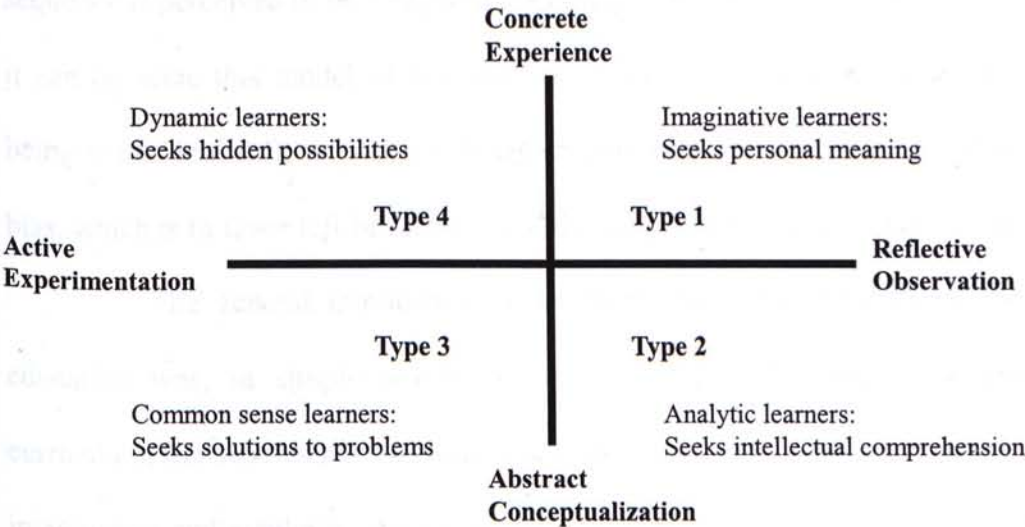 Concrete
Experience
Dynamic learners:
Seeks hidden possibilities
Imaginative learners:
Seeks personal meaning
Type 4
Type 1
Active
Experimentation
Reflective
Observation
Type 3
Type 2
Common sense learners:
Seeks solutions to problems
Analytic learners:
Seeks intellectual comprehension
Abstract
Conceptualization